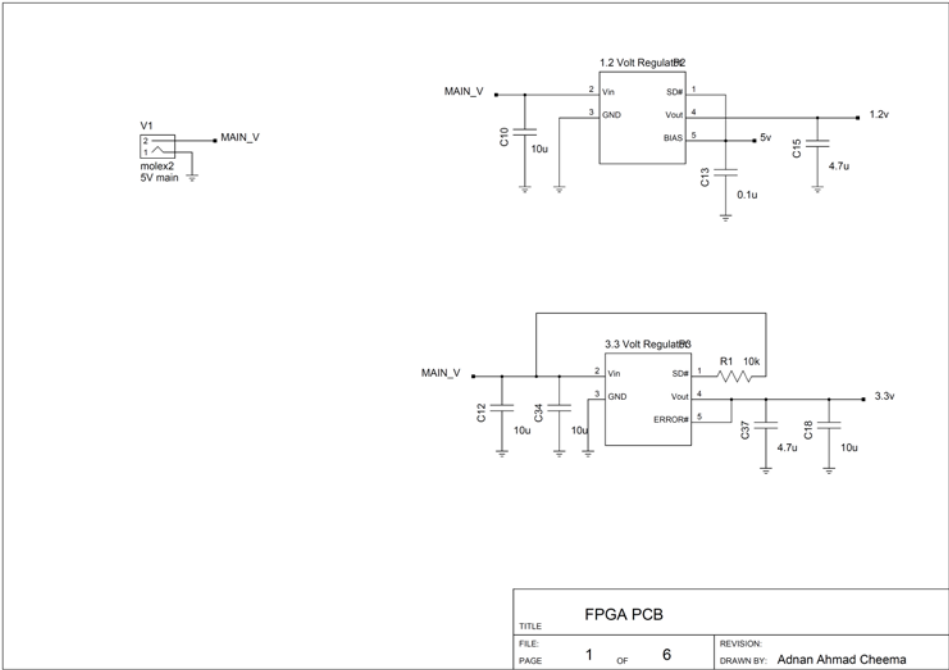 V1
2
1
MAIN_V
molex2
5V main
1.2 Volt Regulator
MAIN_V
2 Vin SD# 1
3 GND Vout 4
BIAS 5
1.2v
5v
C10
10u
C13
0.1u
C15
4.7u
3.3 Volt Regulator
R1 10k
MAIN_V
2 Vin SD# 1
3 GND Vout 4
ERROR# 5
3.3v
C12
10u
C34
10u
C37
4.7u
C18
10u
TITLE FPGA PCB
FILE: REVISION:
PAGE 1 OF 6 DRAWN BY: Adnan Ahmad Cheema